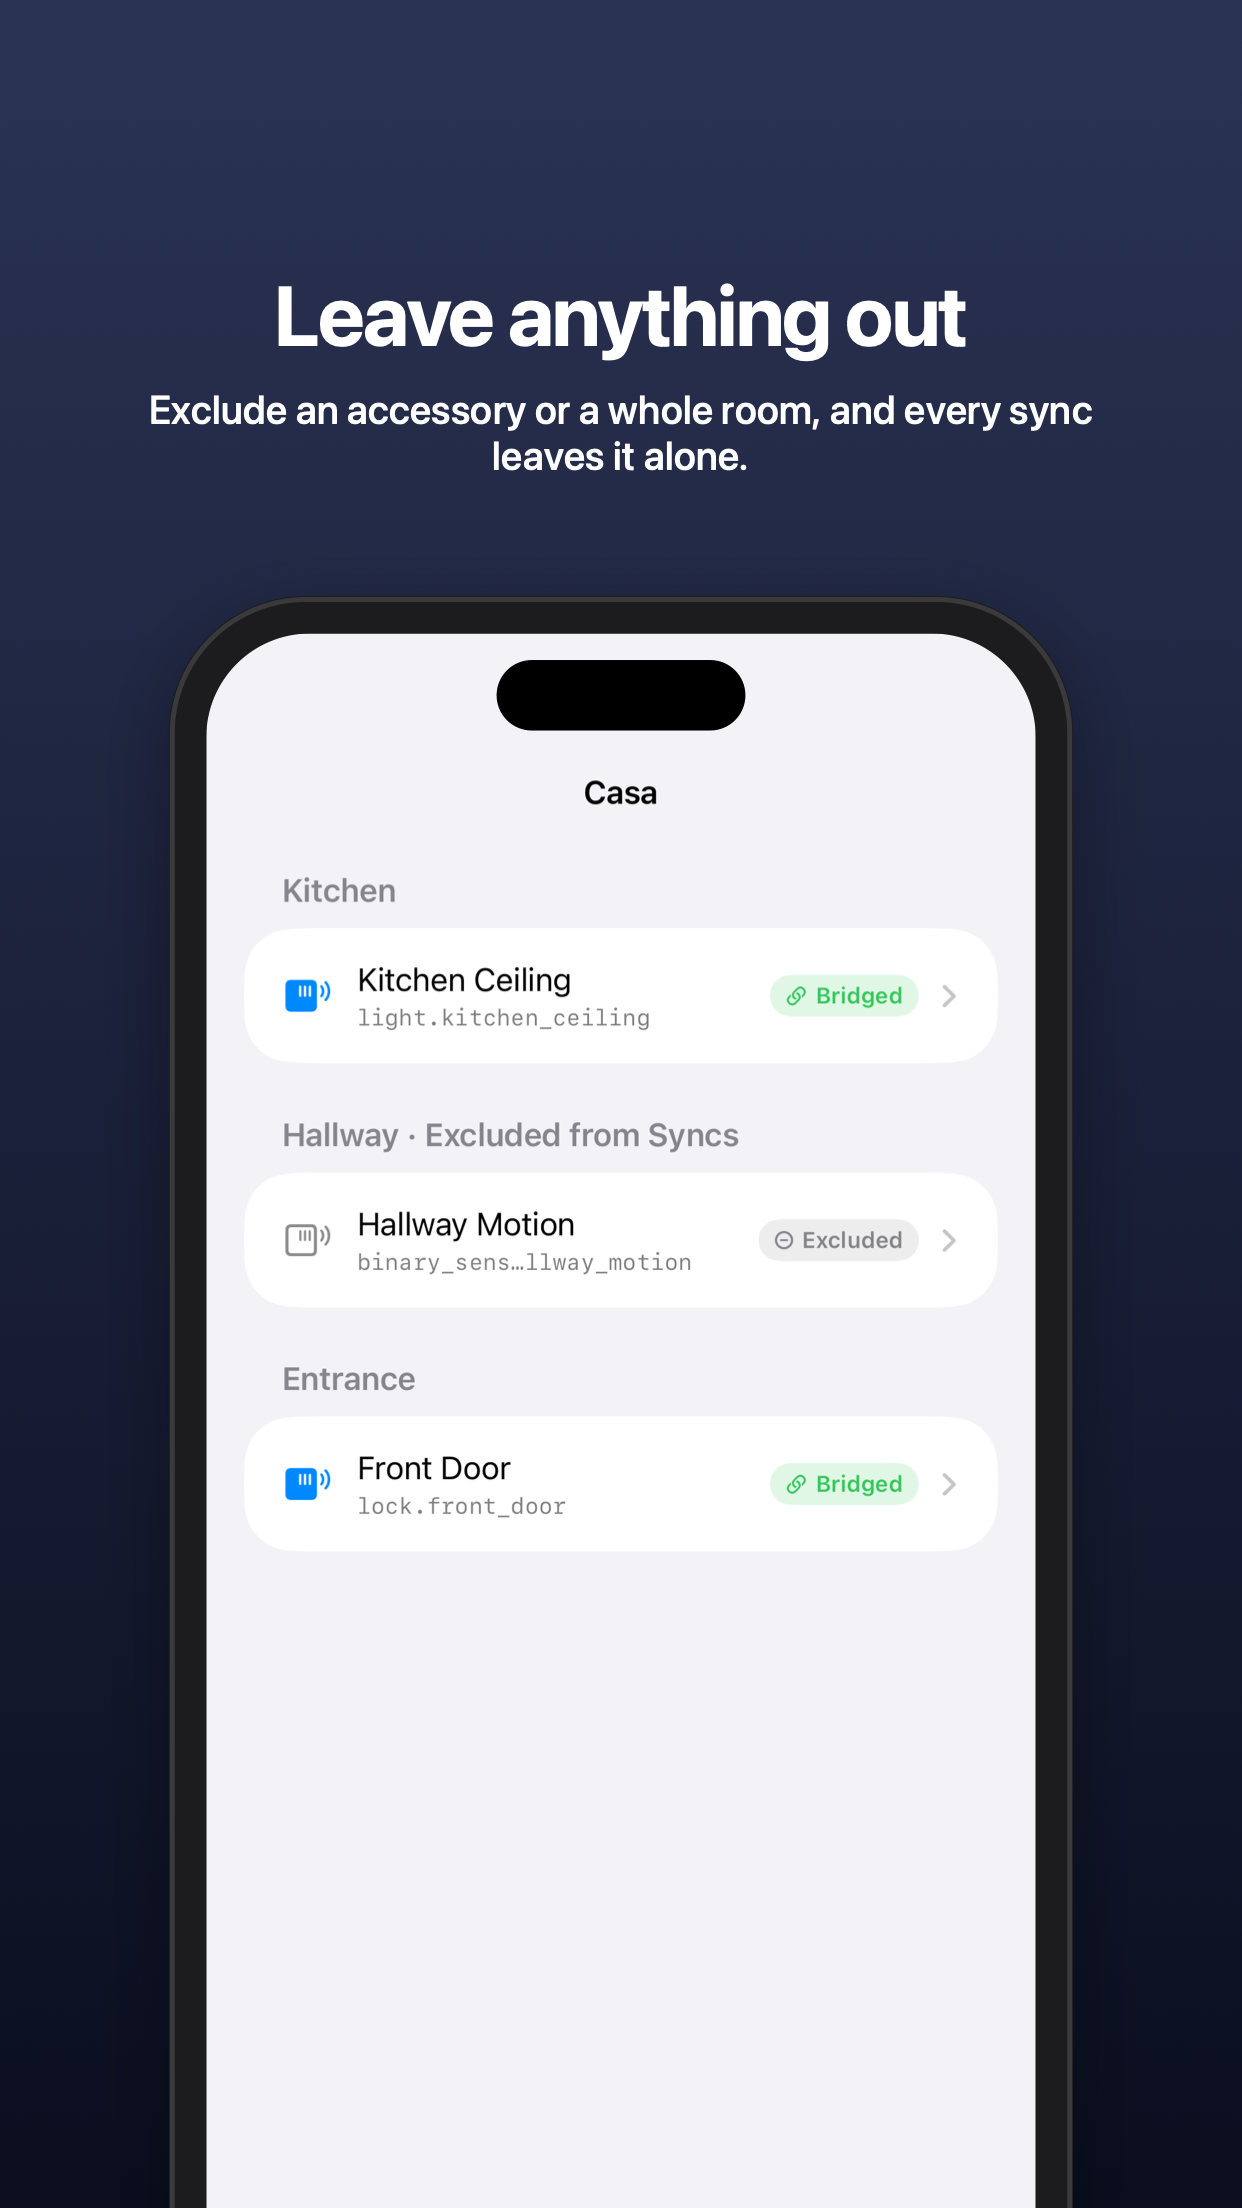 Leave anything out
Exclude an accessory or a whole room, and every sync
leaves it alone.
Casa
Kitchen
Kitchen Ceiling
light.kitchen_ceiling
Bridged
Hallway · Excluded from Syncs
Hallway Motion
binary_sens…llway_motion
Excluded
Entrance
Front Door
lock.front_door
Bridged